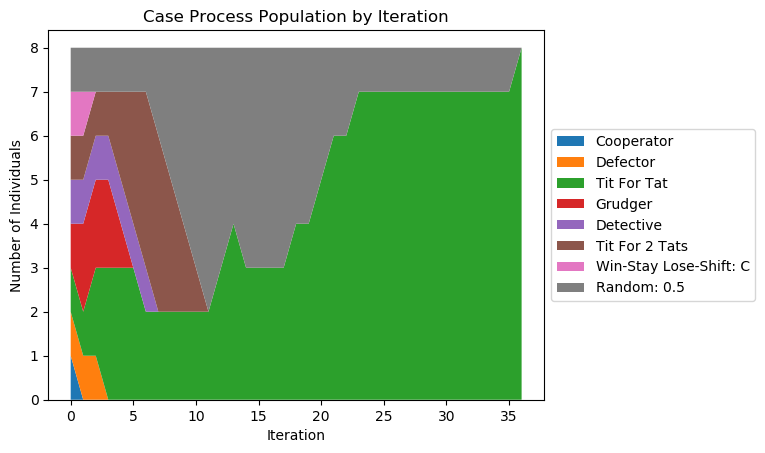 Case Process Population by Iteration
Number of Individuals
8
7
6
5
4
3
2
1
0
0 5 10 15 20 25 30 35
Iteration
Cooperator
Defector
Tit For Tat
Grudger
Detective
Tit For 2 Tats
Win-Stay Lose-Shift: C
Random: 0.5